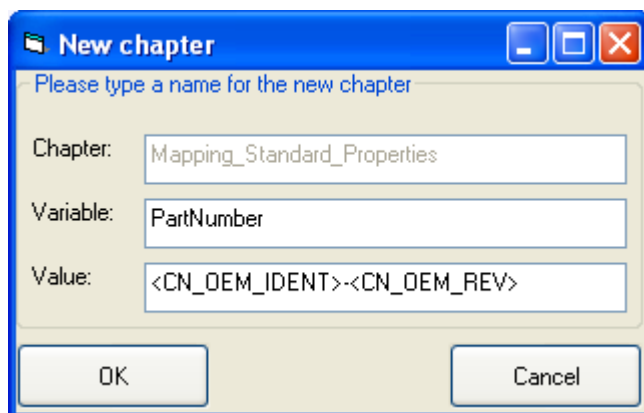 New chapter
Please type a name for the new chapter
Chapter: Mapping_Standard_Properties
Variable: PartNumber
Value: <CN_OEM_IDENT>-<CN_OEM_REV>
OK Cancel